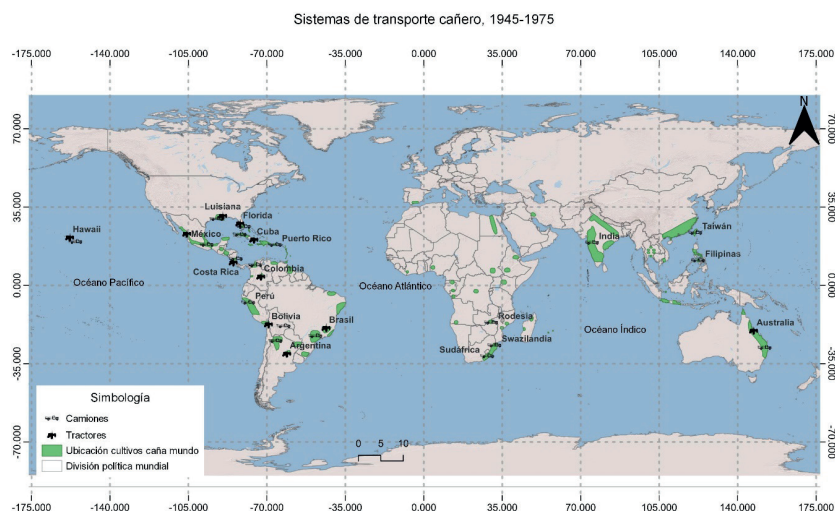 Sistemas de transporte cañero, 1945-1975
-175.000 -140.000 -105.000 -70.000 -35.000 0.000 35.000 70.000 105.000 140.000 175.000
N
70.000
70.000
Luisiana
35.000
35.000
Florida
Hawaii
México
Cuba
Puerto Rico
India
Taiwán
Filipinas
Costa Rica
Colombia
Océano Pacífico
Océano Atlántico
0.000
0.000
Perú
Bolivia
Brasil
Rodesia
Océano Índico
Australia
Swazilandia
Argentina
Sudáfrica
-35.000
-35.000
Simbología
Camiones
Tractores
Ubicación cultivos caña mundo
División política mundial
0 5 10
-70.000
-70.000
-175.000 -140.000 -105.000 -70.000 -35.000 0.000 35.000 70.000 105.000 140.000 175.000